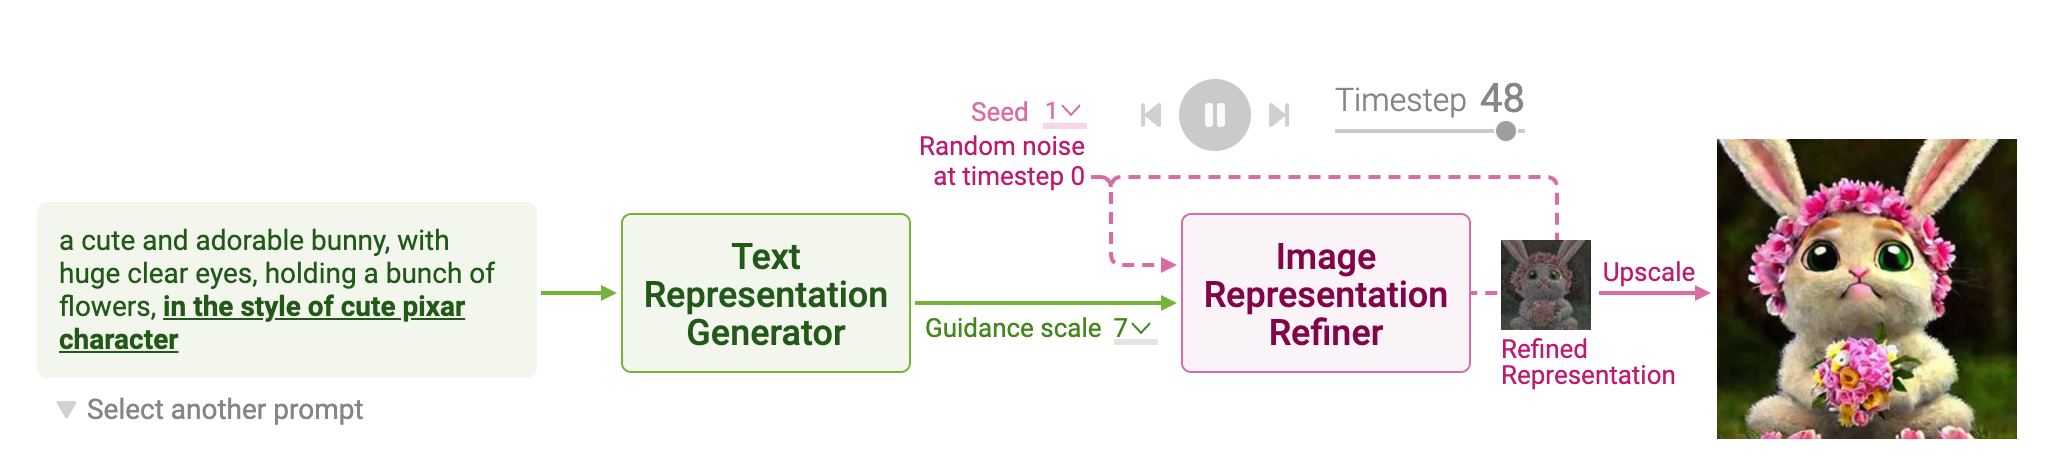 Seed 1
Timestep 48
Random noise
at timestep 0
a cute and adorable bunny, with
huge clear eyes, holding a bunch of
flowers, in the style of cute pixar
character
Select another prompt
Text
Representation
Generator
Guidance scale 7
Image
Representation
Refiner
Refined
Representation
Upscale